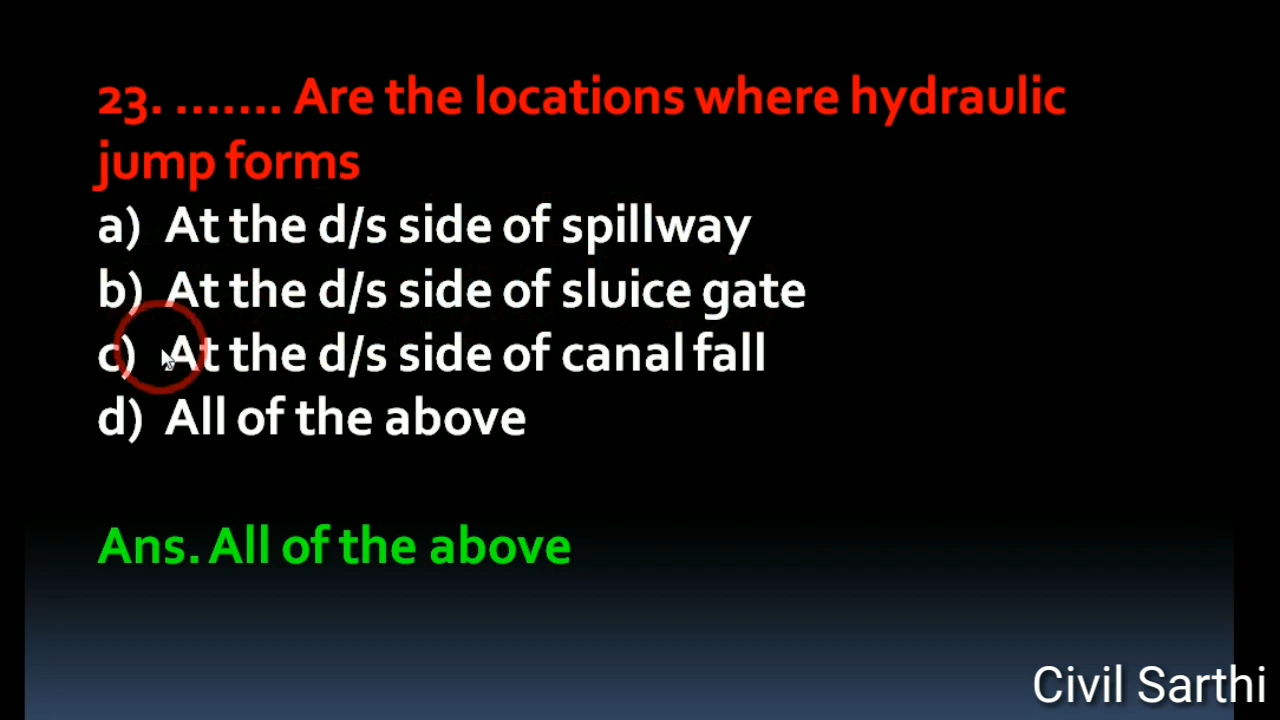 23. ....... Are the locations where hydraulic
jump forms
a) At the d/s side of spillway
b) At the d/s side of sluice gate
c) At the d/s side of canal fall
d) All of the above
Ans. All of the above
Civil Sarthi